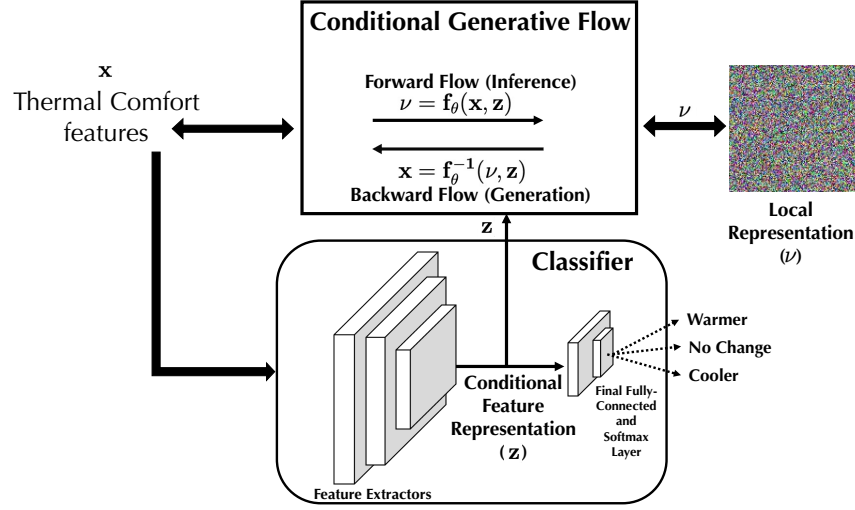 Conditional Generative Flow
x
Thermal Comfort
features
Forward Flow (Inference)
ν = f_θ(x, z)
x = f_θ^{-1}(ν, z)
Backward Flow (Generation)
ν
Local
Representation
(ν)
z
Classifier
Warmer
No Change
Cooler
Conditional
Feature
Representation
(z)
Final Fully-
Connected
and
Softmax
Layer
Feature Extractors